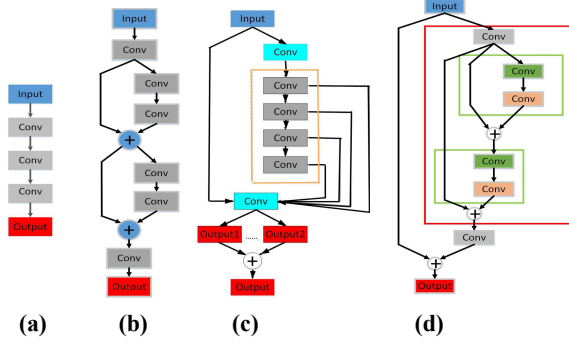 Input
Conv
Conv
Conv
Output
(a)
Input
Conv
Conv
Conv
+
Conv
Conv
+
Conv
Output
(b)
Input
Conv
Conv
Conv
Conv
Conv
Conv
Output1 ...... Output2
+
Output
(c)
Input
Conv
Conv
Conv
+
Conv
Conv
+
Conv
+
Output
(d)